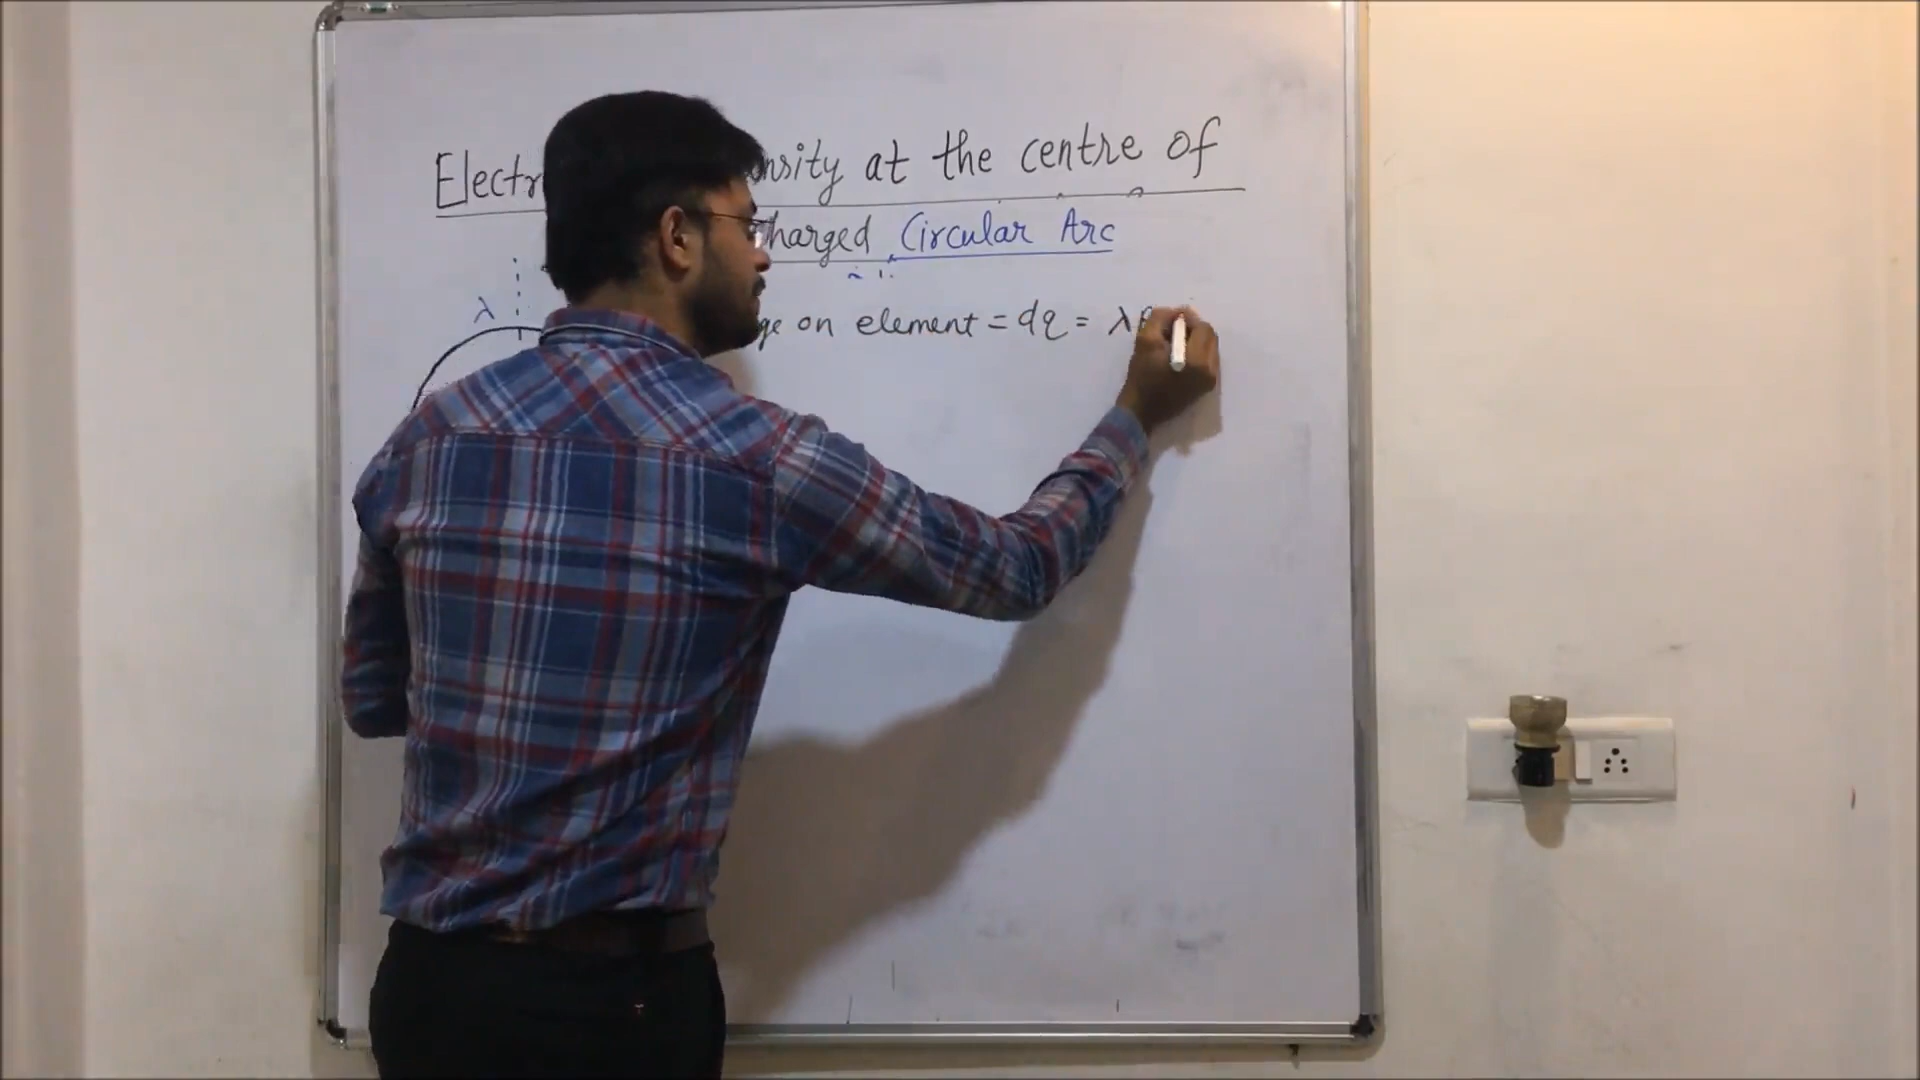 Electr nsity at the centre of
harged Circular Arc
λ
ge on element = dq = λ